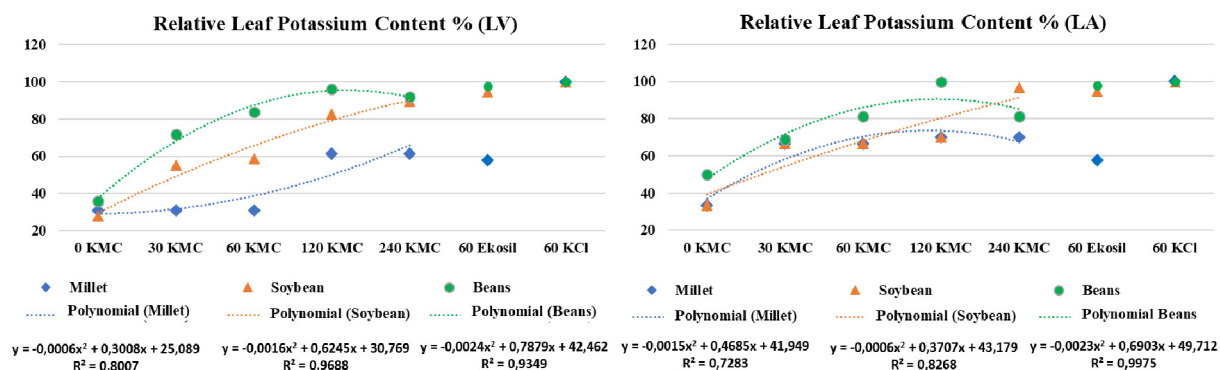 Relative Leaf Potassium Content % (LV)
120
100
80
60
40
20
0 KMC 30 KMC 60 KMC 120 KMC 240 KMC 60 Ekosil 60 KCl
Millet Soybean Beans
Polynomial (Millet) Polynomial (Soybean) Polynomial (Beans)
y = -0,0006x² + 0,3008x + 25,089 y = -0,0016x² + 0,6245x + 30,769 y = -0,0024x² + 0,7879x + 42,462
R² = 0.8007 R² = 0.9688 R² = 0,9349
Relative Leaf Potassium Content % (LA)
120
100
80
60
40
20
0 KMC 30 KMC 60 KMC 120 KMC 240 KMC 60 Ekosil 60 KCl
Millet Soybean Beans
Polynomial (Millet) Polynomial (Soybean) Polynomial Beans
y = -0,0015x² + 0,4685x + 41,949 y = -0,0006x² + 0,3707x + 43,179 y = -0,0023x² + 0,6903x + 49,712
R² = 0,7283 R² = 0,8268 R² = 0,9975